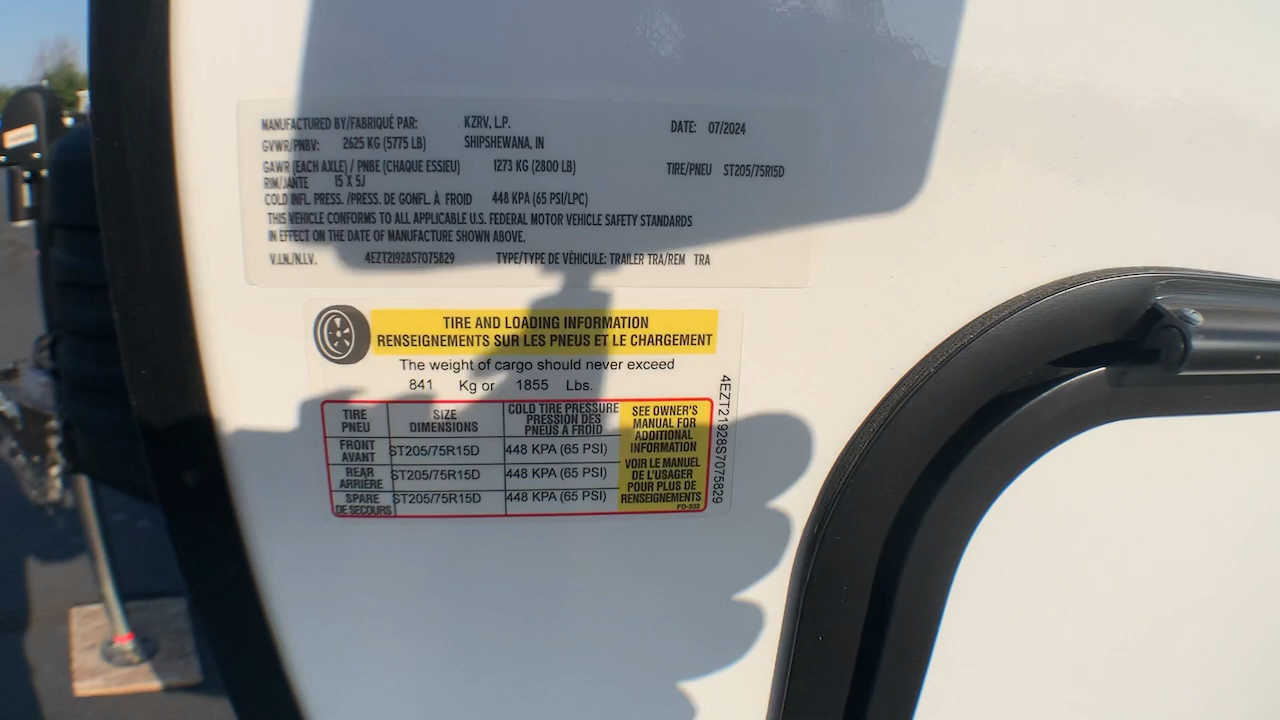 MANUFACTURED BY/FABRIQUÉ PAR: KZRV, L.P. DATE: 07/2024
GVWR/PNBV: 2625 KG (5775 LB) SHIPSHEWANA, IN
GAWR (EACH AXLE) / PNBE (CHAQUE ESSIEU) 1273 KG (2800 LB) TIRE/PNEU ST205/75R15D
RIM/JANTE 15 X 5J
COLD INFL. PRESS. /PRESS. DE GONFL. À FROID 448 KPA (65 PSI/LPC)
THIS VEHICLE CONFORMS TO ALL APPLICABLE U.S. FEDERAL MOTOR VEHICLE SAFETY STANDARDS
IN EFFECT ON THE DATE OF MANUFACTURE SHOWN ABOVE.
V.I.N./N.I.V. 4EZT21928S7075829 TYPE/TYPE DE VÉHICULE: TRAILER TRA/REM TRA
TIRE AND LOADING INFORMATION
RENSEIGNEMENTS SUR LES PNEUS ET LE CHARGEMENT
The weight of cargo should never exceed
841 Kg or 1855 Lbs.
TIRE
PNEU
SIZE
DIMENSIONS
COLD TIRE PRESSURE
PRESSION DES
PNEUS A FROID
FRONT
AVANT
ST205/75R15D
448 KPA (65 PSI)
REAR
ARRIÈRE
ST205/75R15D
448 KPA (65 PSI)
SPARE
DE SECOURS
ST205/75R15D
448 KPA (65 PSI)
SEE OWNER'S
MANUAL FOR
ADDITIONAL
INFORMATION
VOIR LE MANUEL
DE L'USAGER
POUR PLUS DE
RENSEIGNEMENTS
FD-332
4EZT21928S7075829